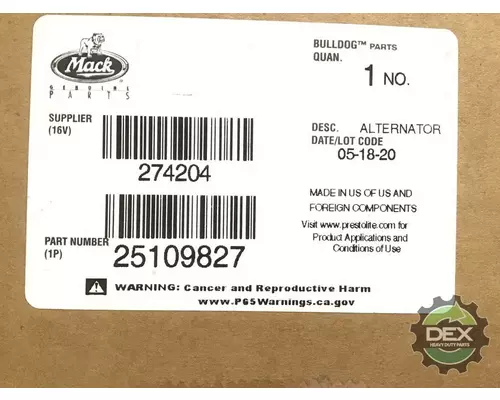 Mack
GENUINE
PARTS
BULLDOG™ PARTS
QUAN.
1 NO.
SUPPLIER
(16V)
274204
DESC. ALTERNATOR
DATE/LOT CODE
05-18-20
MADE IN US OF US AND
FOREIGN COMPONENTS
Visit www.prestolite.com for
Product Applications and
Conditions of Use
PART NUMBER
(1P)
25109827
WARNING: Cancer and Reproductive Harm
www.P65Warnings.ca.gov
DEX
HEAVY DUTY PARTS